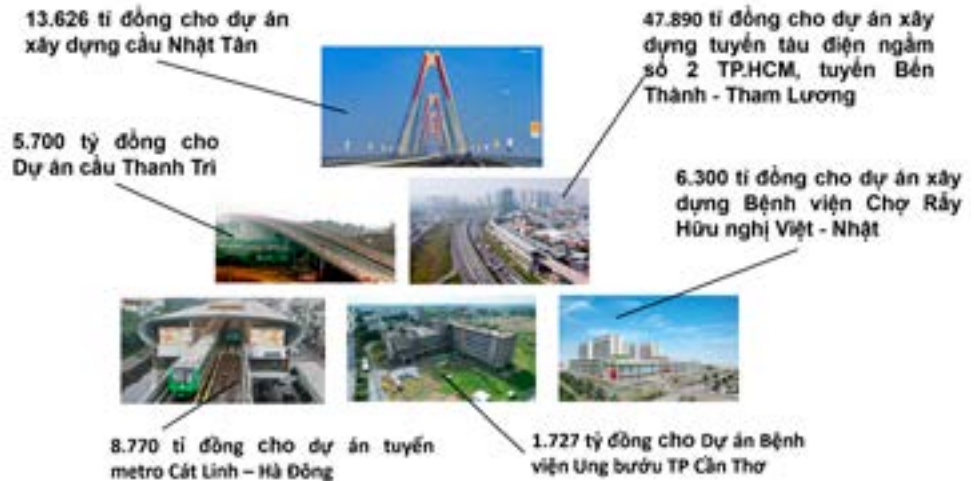 13.626 tỉ đồng cho dự án
xây dựng cầu Nhật Tân
47.890 tỉ đồng cho dự án xây
dựng tuyến tàu điện ngầm
số 2 TP.HCM, tuyến Bến
Thành - Tham Lương
5.700 tỷ đồng cho
Dự án cầu Thanh Trì
6.300 tỉ đồng cho dự án xây
dựng Bệnh viện Chợ Rẫy
Hữu nghị Việt - Nhật
8.770 tỉ đồng cho dự án tuyến
metro Cát Linh – Hà Đông
1.727 tỷ đồng cho Dự án Bệnh
viện Ung bướu TP Cần Thơ